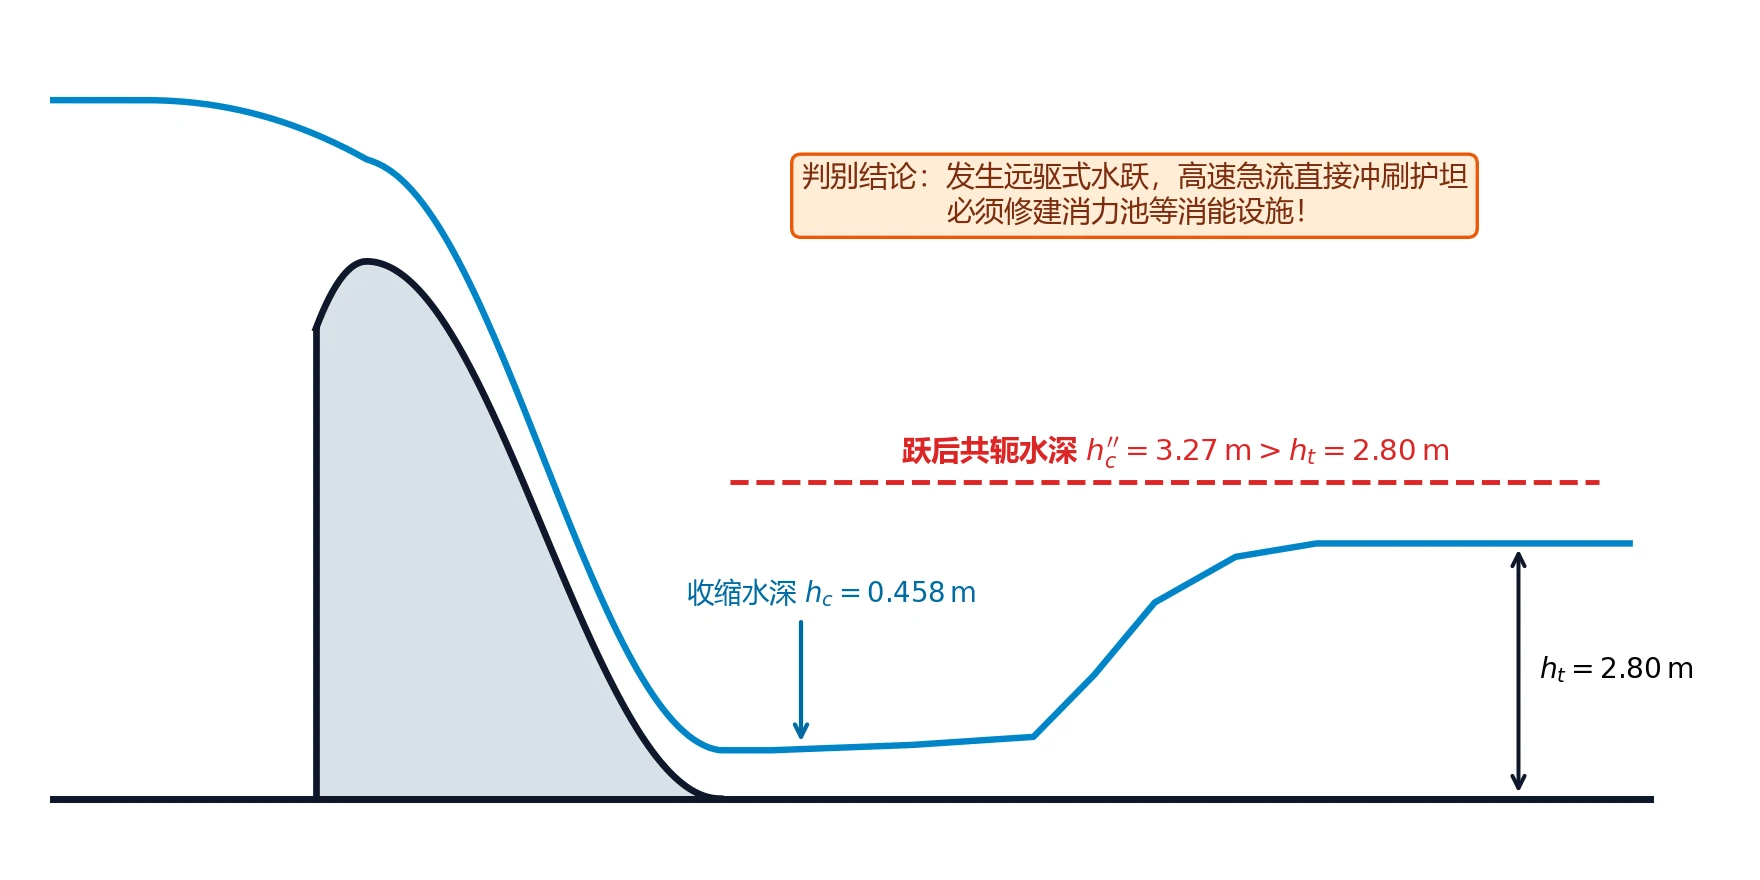 判别结论：发生远驱式水跃，高速急流直接冲刷护坦
必须修建消力池等消能设施！
跃后共轭水深 h″c = 3.27 m > ht = 2.80 m
收缩水深 hc = 0.458 m
ht = 2.80 m